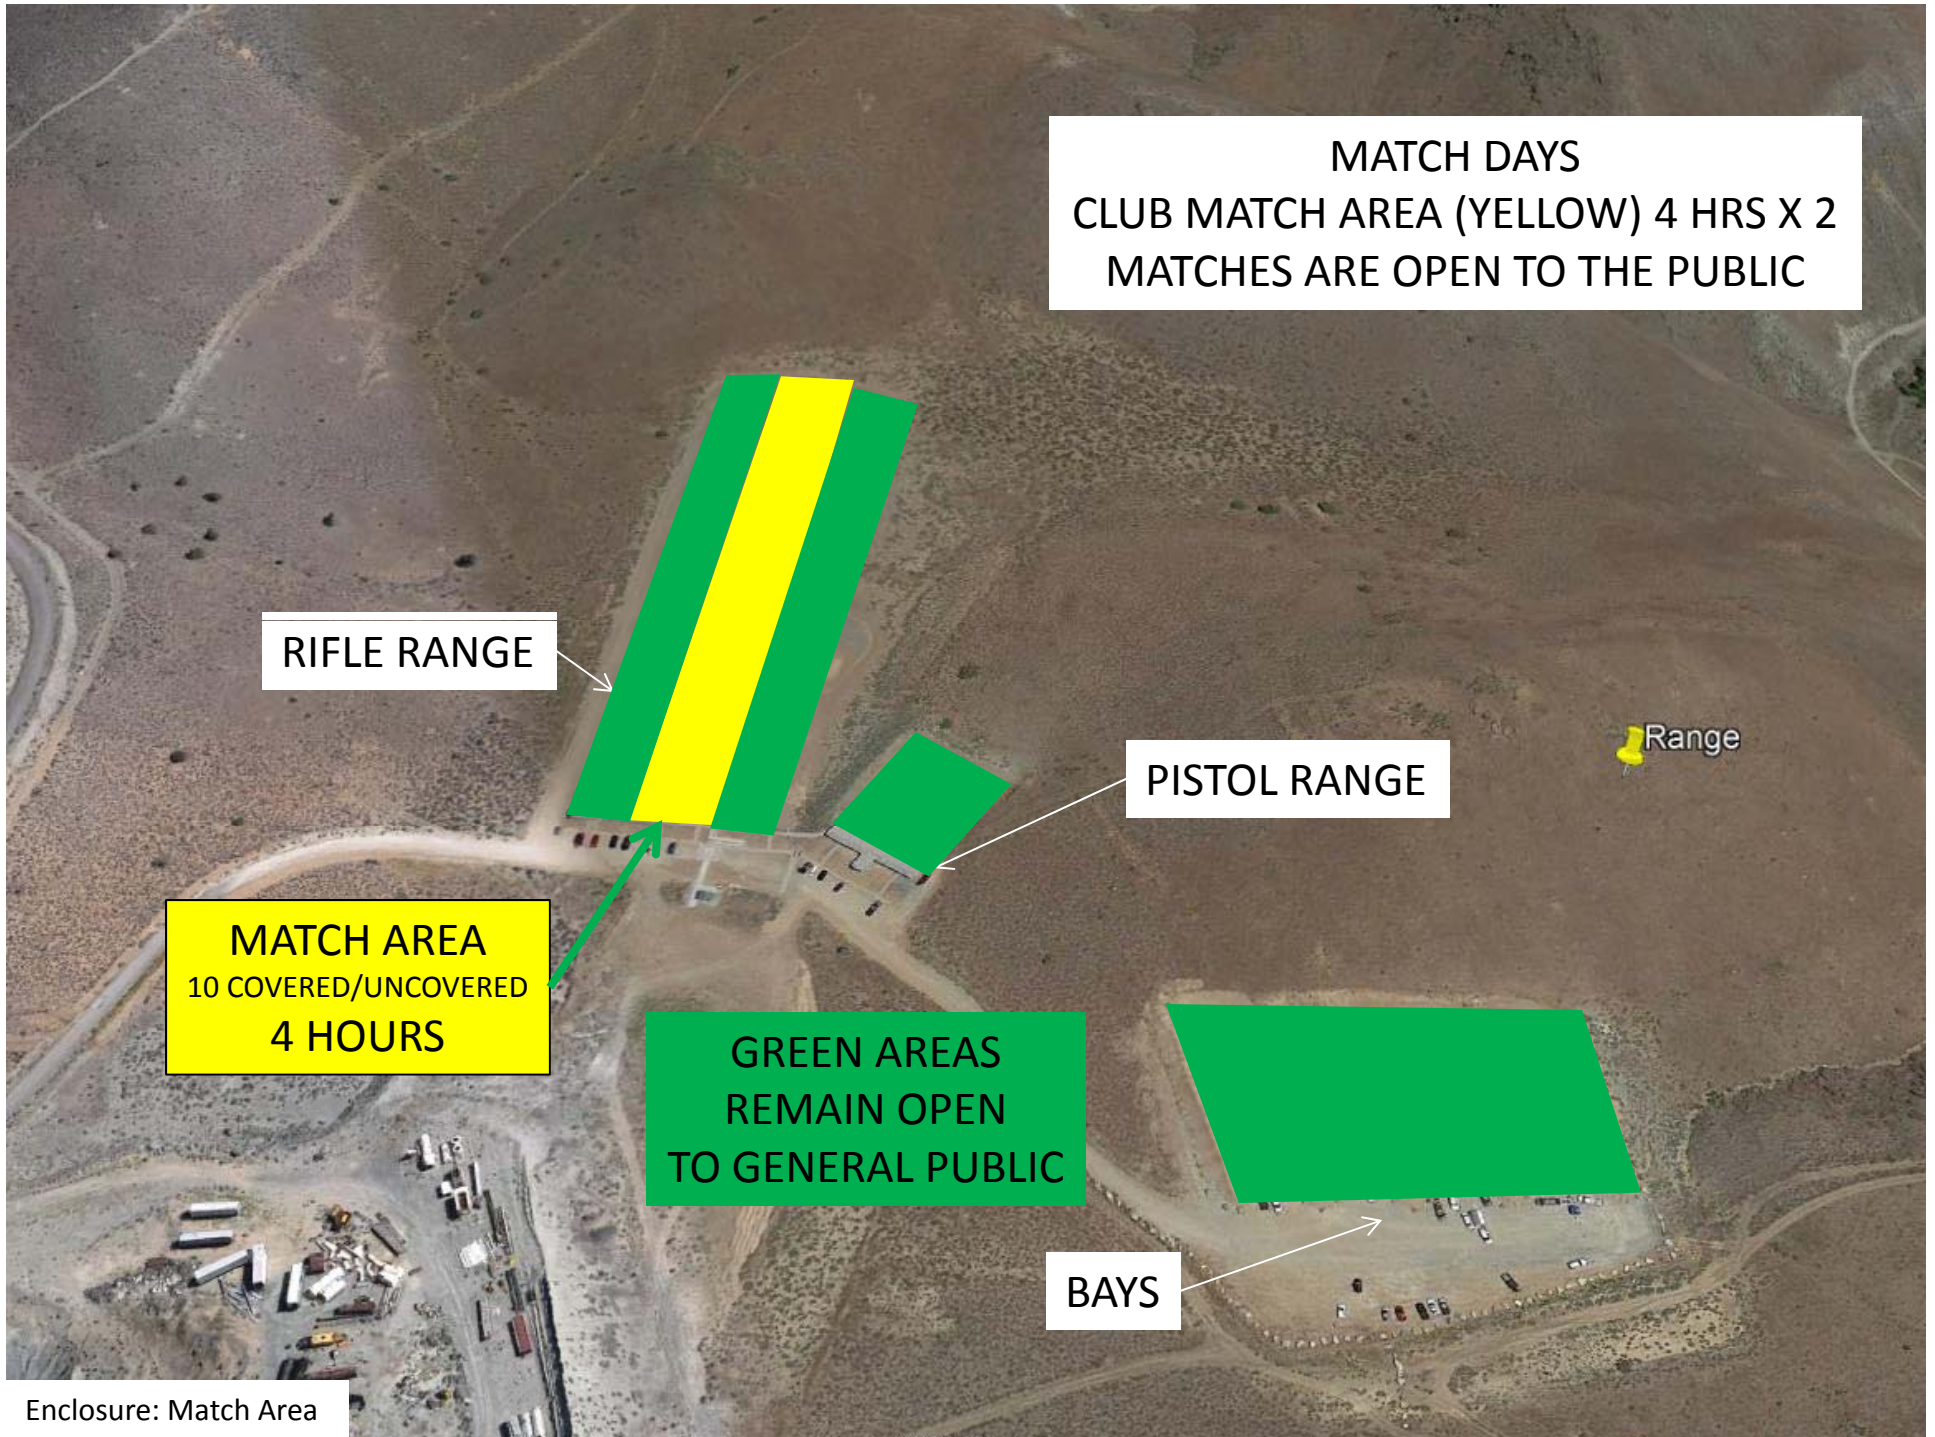 MATCH DAYS
CLUB MATCH AREA (YELLOW) 4 HRS X 2
MATCHES ARE OPEN TO THE PUBLIC
RIFLE RANGE
Range
PISTOL RANGE
MATCH AREA
10 COVERED/UNCOVERED
4 HOURS
GREEN AREAS
REMAIN OPEN
TO GENERAL PUBLIC
BAYS
Enclosure: Match Area